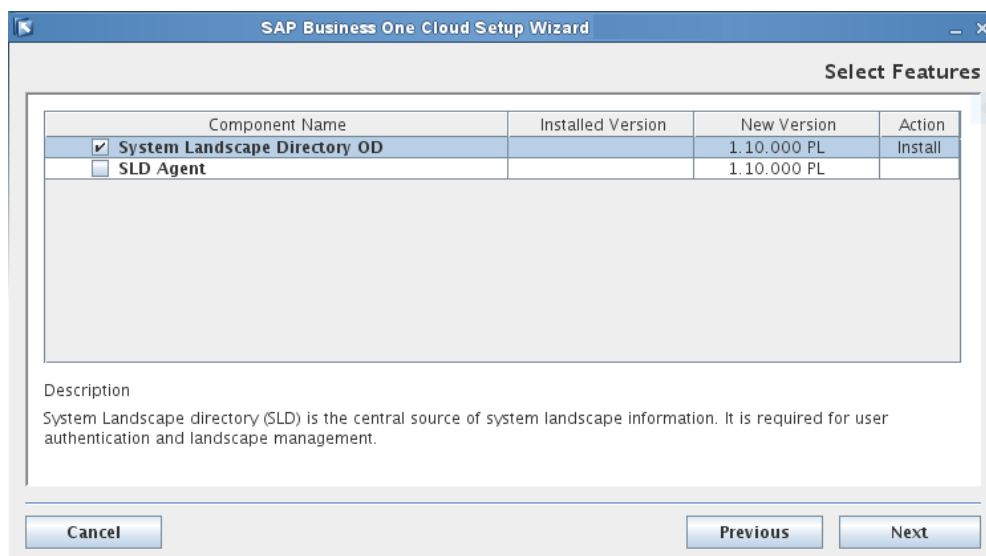 SAP Business One Cloud Setup Wizard
Select Features
Component Name Installed Version New Version Action
System Landscape Directory OD 1.10.000 PL Install
SLD Agent 1.10.000 PL
Description
System Landscape directory (SLD) is the central source of system landscape information. It is required for user
authentication and landscape management.
Cancel Previous Next